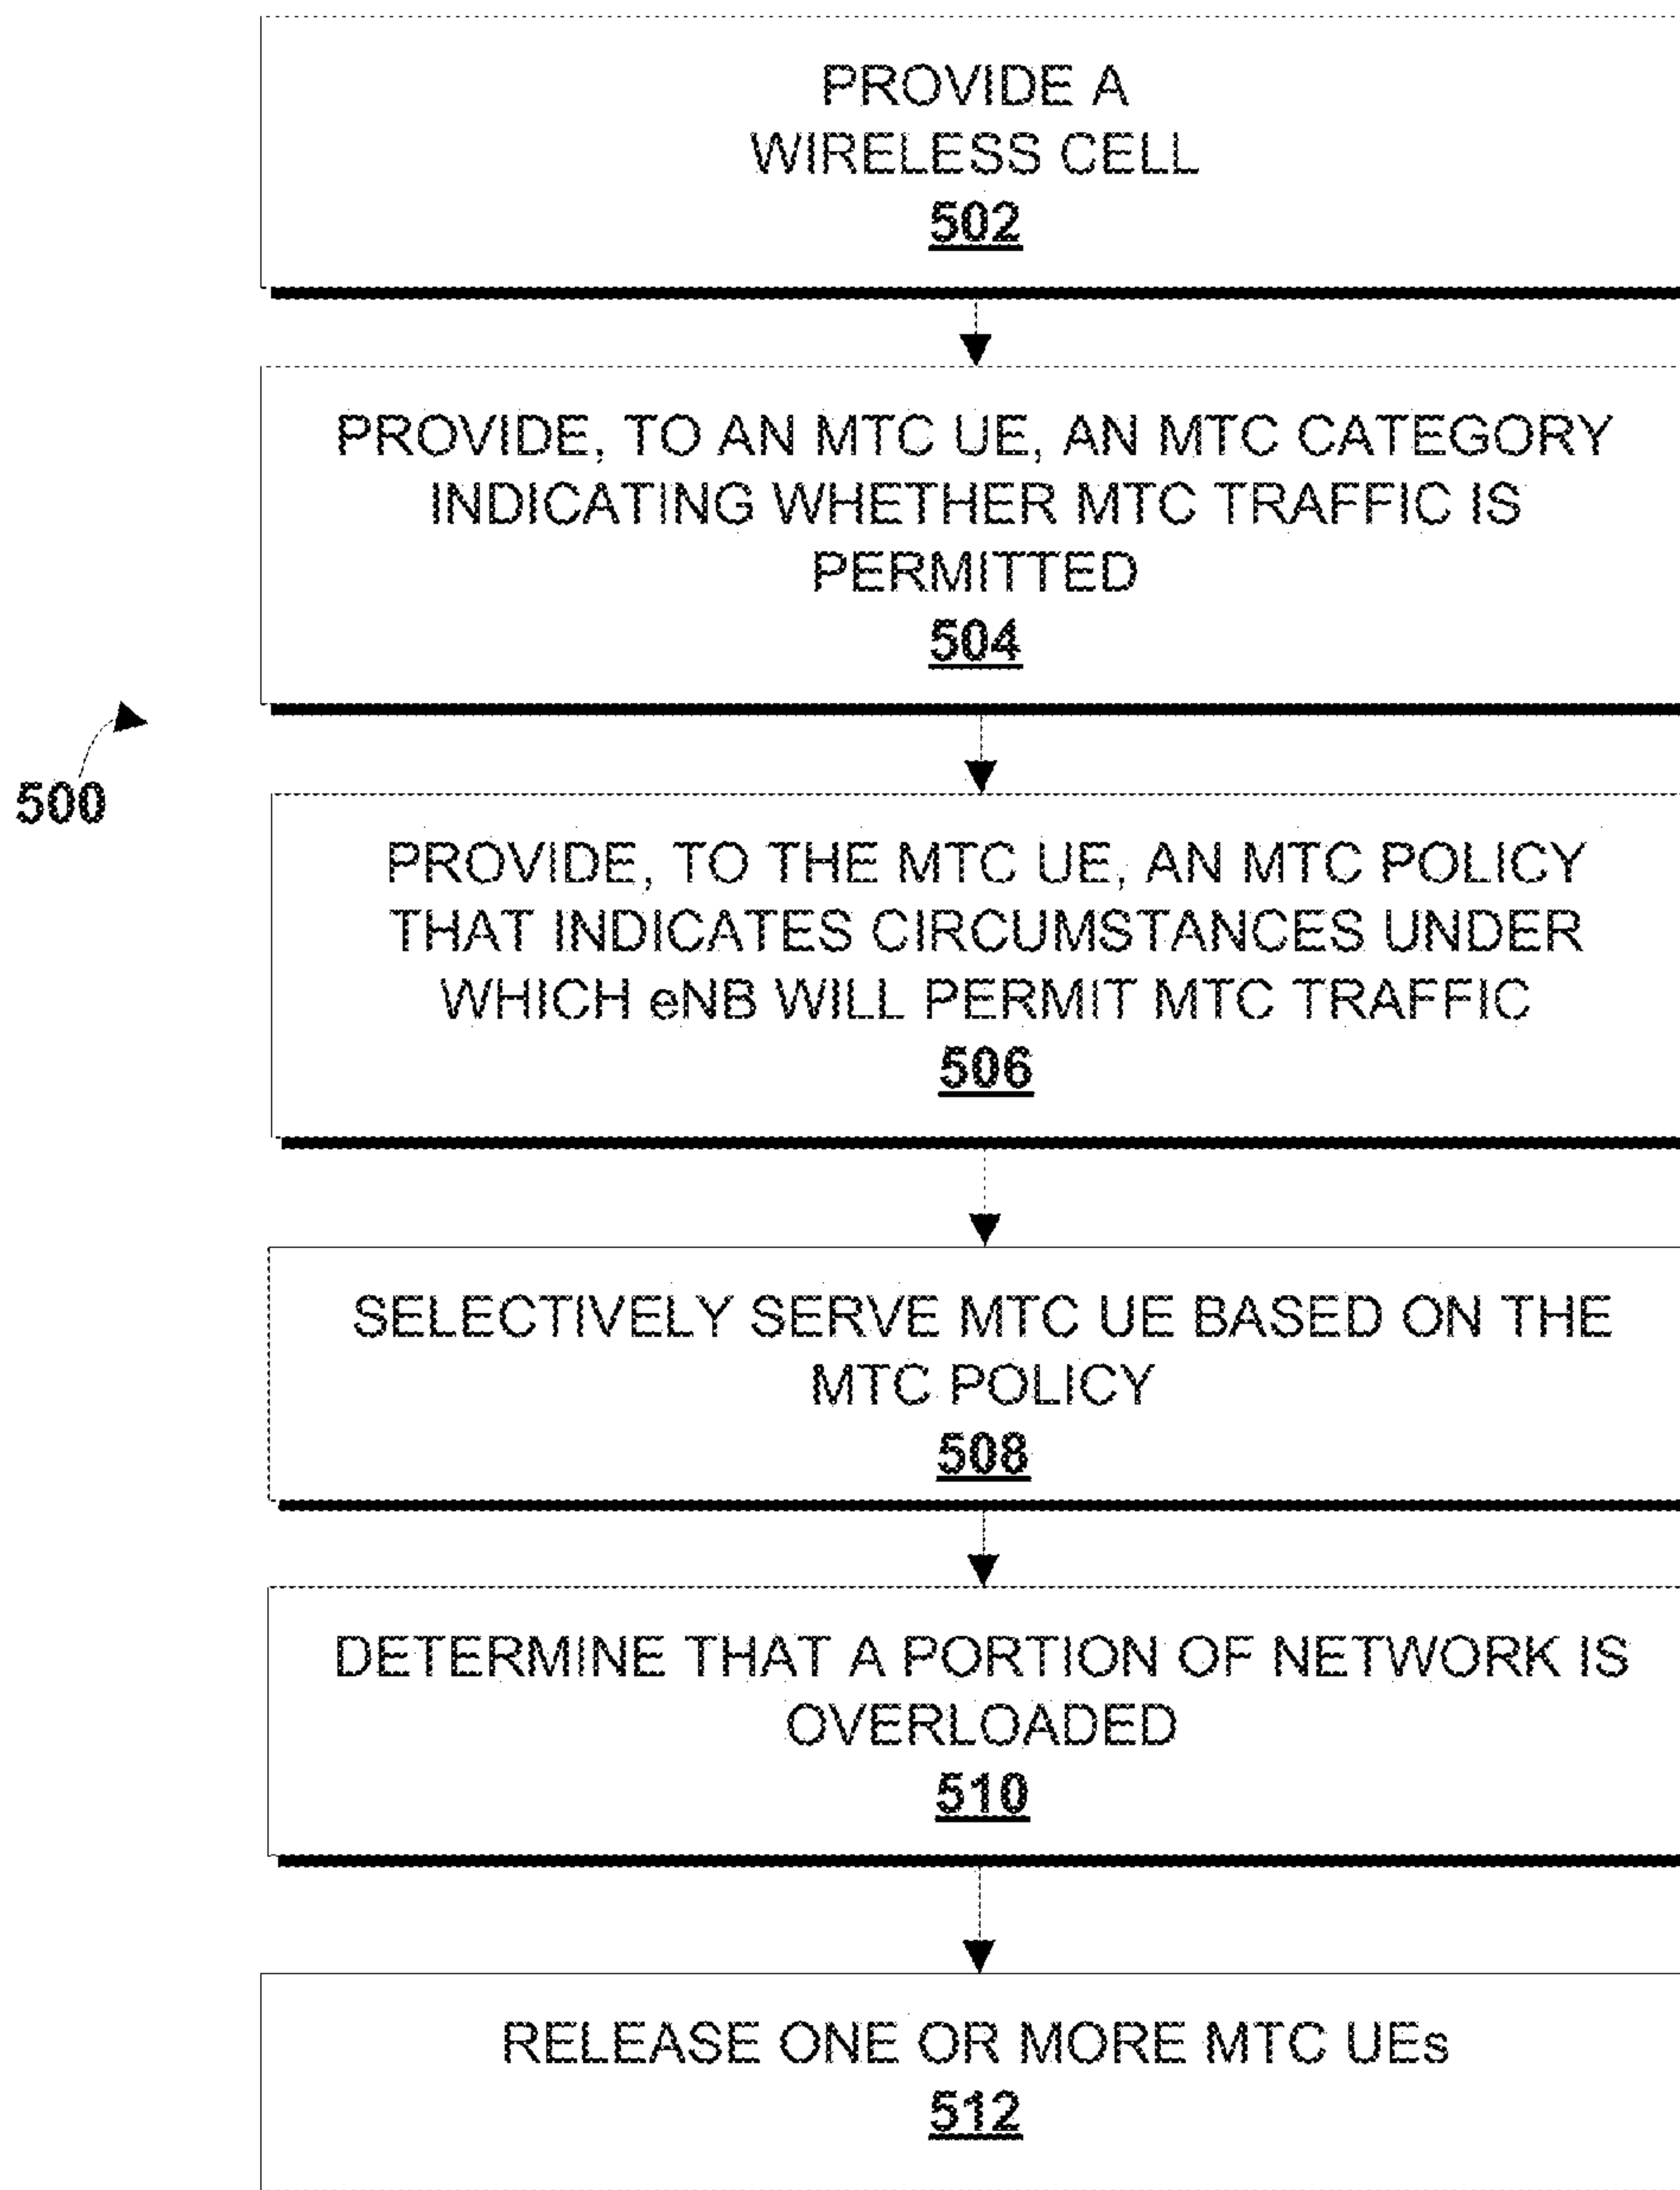 PROVIDE A
WIRELESS CELL
502
PROVIDE, TO AN MTC UE, AN MTC CATEGORY
INDICATING WHETHER MTC TRAFFIC IS
PERMITTED
504
500
PROVIDE, TO THE MTC UE, AN MTC POLICY
THAT INDICATES CIRCUMSTANCES UNDER
WHICH eNB WILL PERMIT MTC TRAFFIC
506
SELECTIVELY SERVE MTC UE BASED ON THE
MTC POLICY
508
DETERMINE THAT A PORTION OF NETWORK IS
OVERLOADED
510
RELEASE ONE OR MORE MTC UEs
512